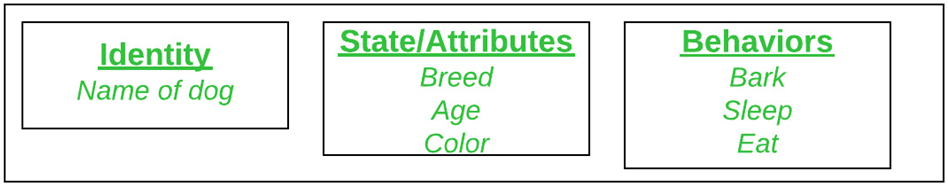 Identity
Name of dog
State/Attributes
Breed
Age
Color
Behaviors
Bark
Sleep
Eat